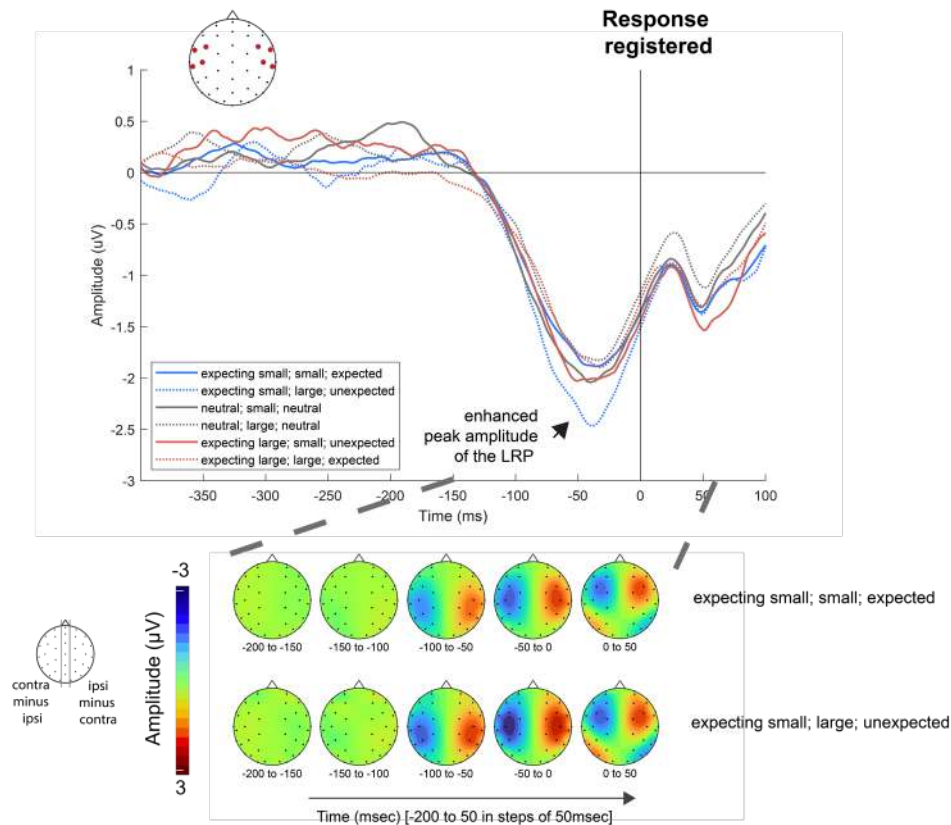 Response
registered
1
0.5
0
-0.5
-1
-1.5
-2
-2.5
-3
Amplitude (uV)
expecting small; small; expected
expecting small; large; unexpected
neutral; small; neutral
neutral; large; neutral
expecting large; small; unexpected
expecting large; large; expected
enhanced
peak amplitude
of the LRP
-350 -300 -250 -200 -150 -100 -50 0 50 100
Time (ms)
-3
Amplitude (μV)
3
contra
minus
ipsi
ipsi
minus
contra
-200 to -150 -150 to -100 -100 to -50 -50 to 0 0 to 50
expecting small; small; expected
-200 to -150 -150 to -100 -100 to -50 -50 to 0 0 to 50
expecting small; large; unexpected
Time (msec) [-200 to 50 in steps of 50msec]